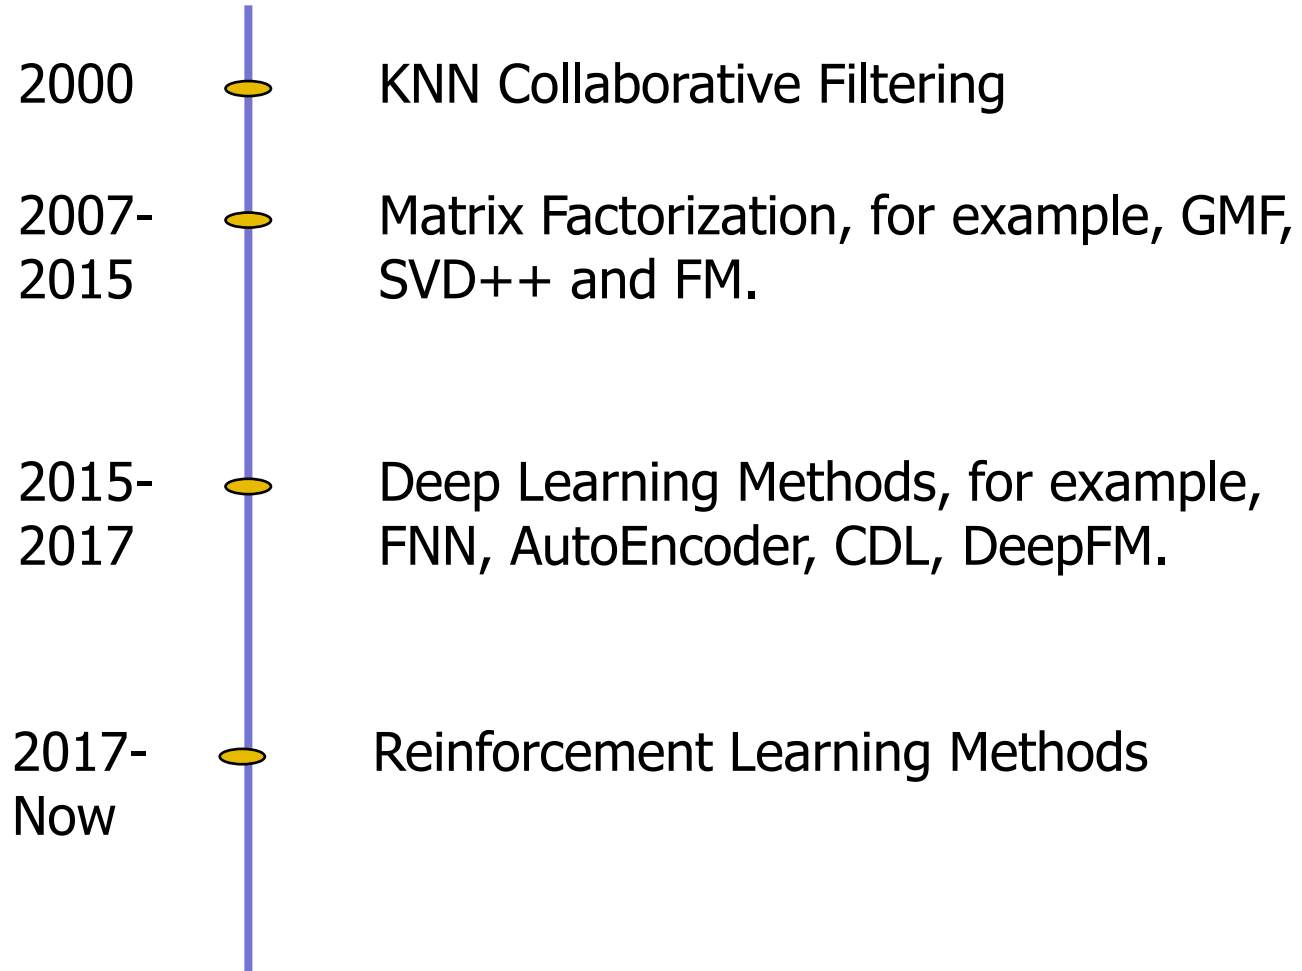 2000 KNN Collaborative Filtering
2007- Matrix Factorization, for example, GMF,
2015 SVD++ and FM.
2015- Deep Learning Methods, for example,
2017 FNN, AutoEncoder, CDL, DeepFM.
2017- Reinforcement Learning Methods
Now